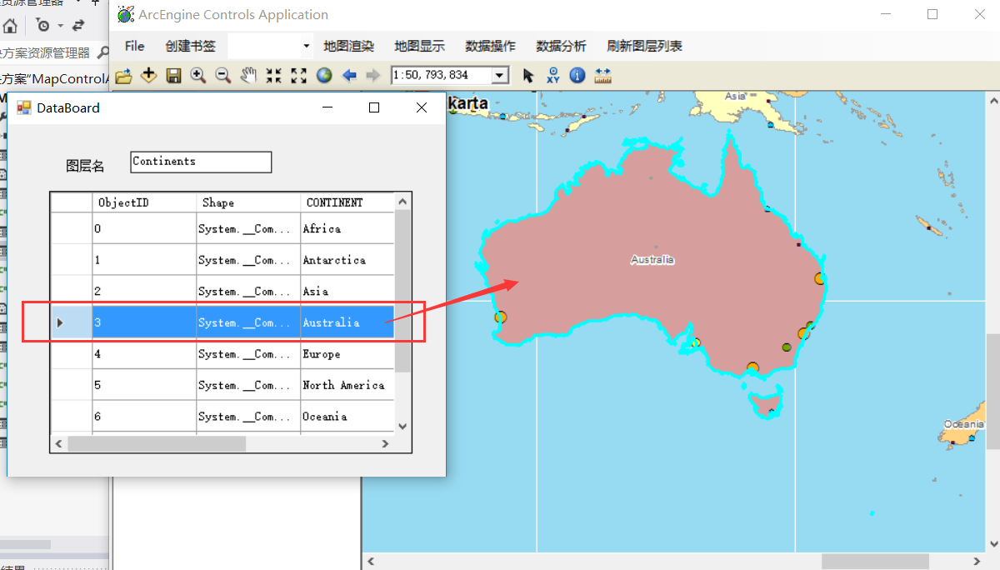 资源管理器
ArcEngine Controls Application
File 创建书签 地图渲染 地图显示 数据操作 数据分析 刷新图层列表
方案资源管理器
方案"MapControlA
1:50,793,834
XY
DataBoard
图层名 Continents
ObjectID Shape CONTINENT
0 System.__Com... Africa
1 System.__Com... Antarctica
2 System.__Com... Asia
3 System.__Com... Australia
4 System.__Com... Europe
5 System.__Com... North America
6 System.__Com... Oceania
karta
Asia
Australia
Oceania